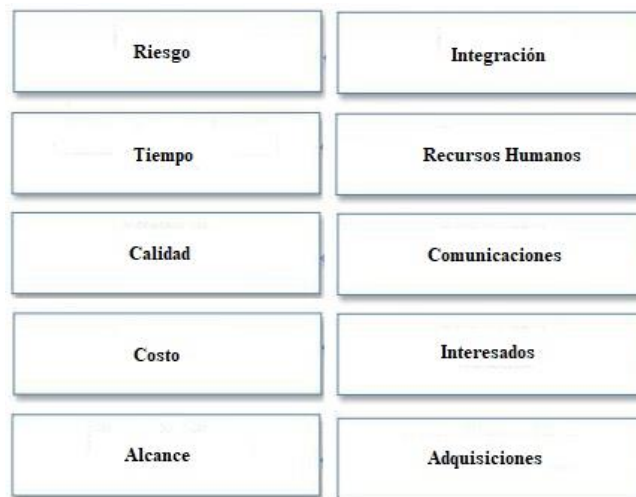 Riesgo
Integración
Tiempo
Recursos Humanos
Calidad
Comunicaciones
Costo
Interesados
Alcance
Adquisiciones